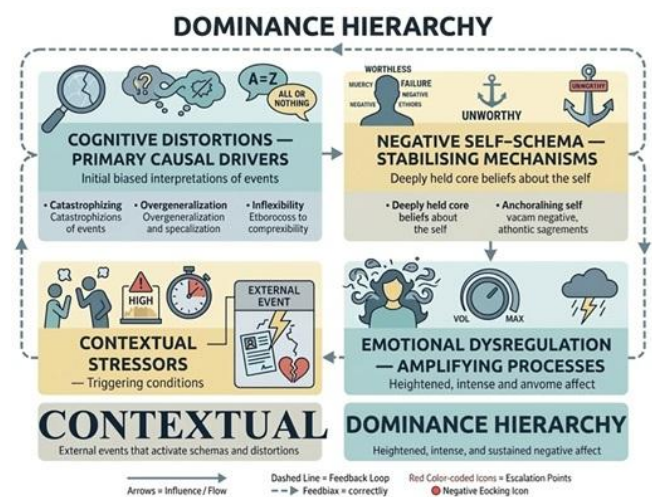 DOMINANCE HIERARCHY
A=Z
ALL OR
NOTHING
COGNITIVE DISTORTIONS —
PRIMARY CAUSAL DRIVERS
Initial biased interpretations of events
• Catastrophizing
Catastrophizions
of events
• Overgeneralization
Overgeneralization
and specalization
• Inflexibility
Etborocoss to
comprexibility
WORTHLESS
MUERCY
FAILURE
NEGATIVE
NEGATIVE
ETHIORS
UNWORTHY
UNWORTHY
NEGATIVE SELF-SCHEMA —
STABILISING MECHANISMS
Deeply held core beliefs about the self
• Deeply held core
beliefs about
the self
• Anchoralihing self
vacam negative,
athontic sagrements
HIGH
EXTERNAL
EVENT
CONTEXTUAL
STRESSORS
— Triggering conditions
VOL
MAX
EMOTIONAL DYSREGULATION
— AMPLIFYING PROCESSES
Heightened, intense and anvome affect
CONTEXTUAL
External events that activate schemas and distortions
DOMINANCE HIERARCHY
Heightened, intense, and sustained negative affect
Arrows = Influence / Flow
Dashed Line = Feedback Loop
Feedbiax = correctly
Red Color-coded Icons = Escalation Points
Negative Eocking Icon